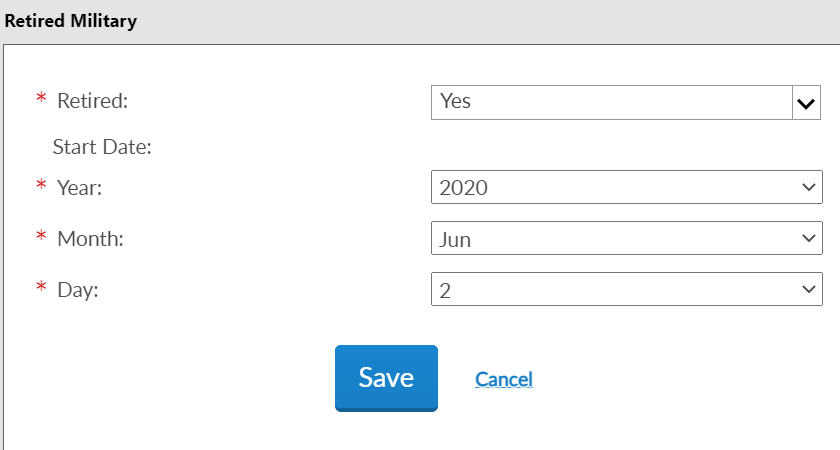 Retired Military
* Retired: Yes
Start Date:
* Year: 2020
* Month: Jun
* Day: 2
Save Cancel